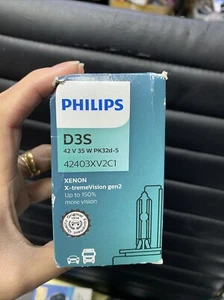 PHILIPS
D3S
42 V 35 W PK32d-5
42403XV2C1
XENON
X-tremeVision gen2
Up to 150%
more vision